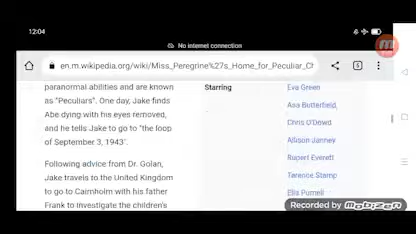 12:04
No internet connection
en.m.wikipedia.org/wiki/Miss_Peregrine%27s_Home_for_Peculiar_Ch
5
paranormal abilities and are known
as "Peculiars". One day, Jake finds
Abe dying with his eyes removed,
and he tells Jake to go to "the loop
of September 3, 1943".
Following advice from Dr. Golan,
Jake travels to the United Kingdom
to go to Cairnholm with his father
Frank to investigate the children's
Starring
Eva Green
Asa Butterfield
Chris O'Dowd
Allison Janney
Rupert Everett
Terence Stamp
Ella Purnell
Recorded by Mobizen